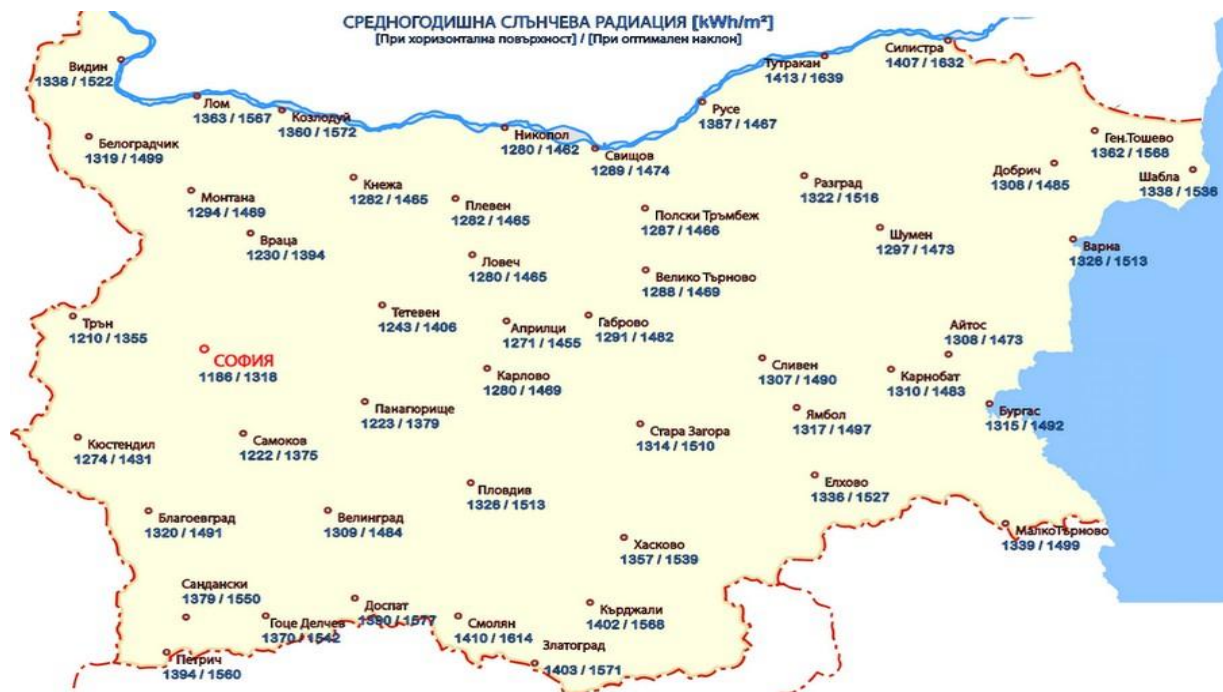 СРЕДНОГОДИШНА СЛЪНЧЕВА РАДИАЦИЯ [kWh/m²]
[При хоризонтална повърхност] / [При оптимален наклон]
Видин
1338 / 1522
Лом
1363 / 1567
Козлодуй
1360 / 1572
Белоградчик
1319 / 1499
Монтана
1294 / 1469
Враца
1230 / 1394
Кнежа
1282 / 1465
Плевен
1282 / 1465
Никопол
1280 / 1462
Свищов
1289 / 1474
Русе
1387 / 1467
Тутракан
1413 / 1639
Силистра
1407 / 1632
Ген.Тошево
1362 / 1568
Добрич
1308 / 1485
Шабла
1338 / 1536
Разград
1322 / 1516
Полски Тръмбеж
1287 / 1466
Шумен
1297 / 1473
Варна
1326 / 1513
Ловеч
1280 / 1465
Велико Търново
1288 / 1469
Тетевен
1243 / 1406
Априлци
1271 / 1455
Габрово
1291 / 1482
Трън
1210 / 1355
СОФИЯ
1186 / 1318
Карлово
1280 / 1469
Сливен
1307 / 1490
Айтос
1308 / 1473
Карнобат
1310 / 1483
Панагюрище
1223 / 1379
Ямбол
1317 / 1497
Бургас
1315 / 1492
Стара Загора
1314 / 1510
Кюстендил
1274 / 1431
Самоков
1222 / 1375
Пловдив
1326 / 1513
Елхово
1336 / 1527
Благоевград
1320 / 1491
Велинград
1309 / 1484
Хасково
1357 / 1539
МалкоТърново
1339 / 1499
Сандански
1379 / 1550
Гоце Делчев
1370 / 1542
Доспат
1390 / 1577
Смолян
1410 / 1614
Кърджали
1402 / 1568
Златоград
1403 / 1571
Петрич
1394 / 1560